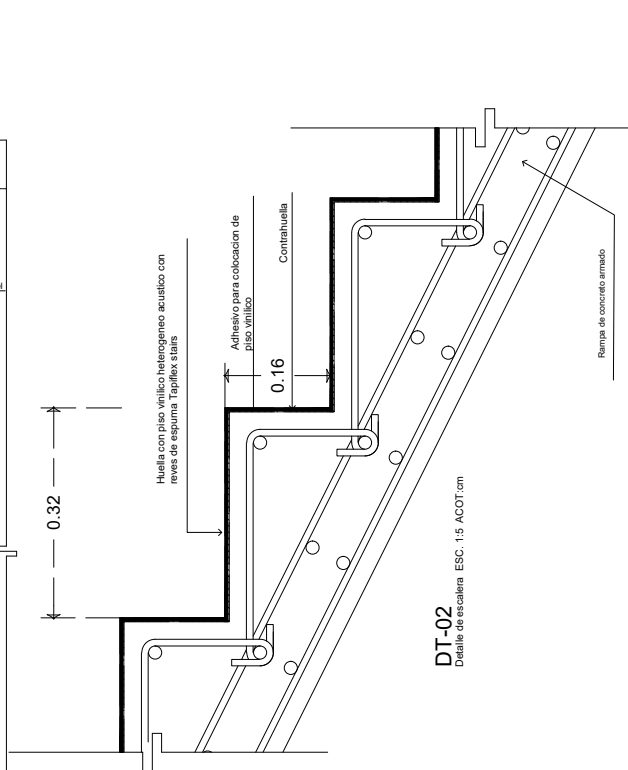 Huella con piso vinilico heterogeneo acustico con
reves de espuma Tapiflex stairs
Adhesivo para colocacion de
piso vinilico
Contrahuella
0.16
0.32
Rampa de concreto armado
DT-02
Detalle de escalera ESC. 1:5 ACOT:cm